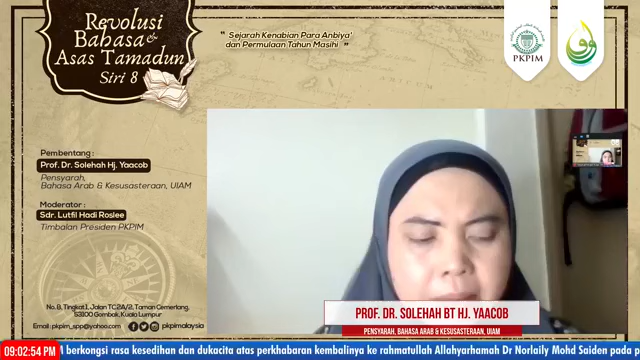 Revolusi
Bahasa &
Asas Tamadun
Siri 8
" Sejarah Kenabian Para Anbiya'
dan Permulaan Tahun Masihi "
PKPIM
Pembentang :
Prof. Dr. Solehah Hj. Yaacob
Pensyarah,
Bahasa Arab & Kesusasteraan, UIAM
Moderator :
Sdr. Lutfil Hadi Roslee
Timbalan Presiden PKPIM
No. 8, Tingkat 1, Jalan TC2A/2, Taman Cemerlang,
53100 Gombak, Kuala Lumpur
Email : pkpim_spp@yahoo.com pkpimalaysia
PROF. DR. SOLEHAH BT HJ. YAACOB
PENSYARAH, BAHASA ARAB & KESUSASTERAAN, UIAM
09:02:54 PM
M berkongsi rasa kesedihan dan dukacita atas perkhabaran kembalinya ke rahmatullah Allahyarhamah Dr Norlaily Mohd Saiden pada